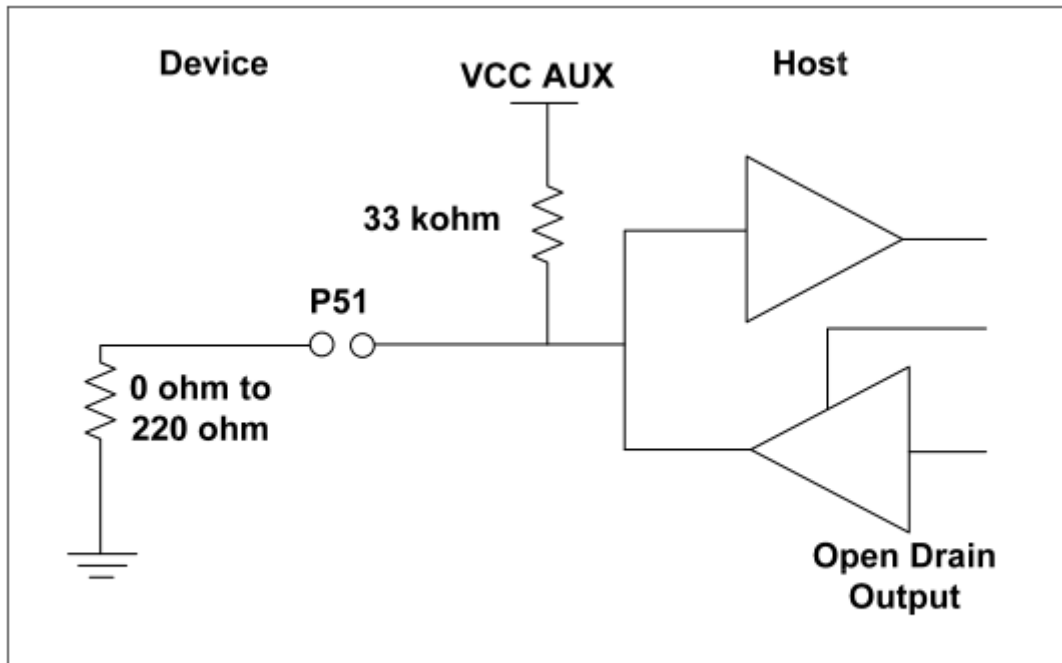 Device
VCC AUX
Host
33 kohm
P51
0 ohm to
220 ohm
Open Drain
Output